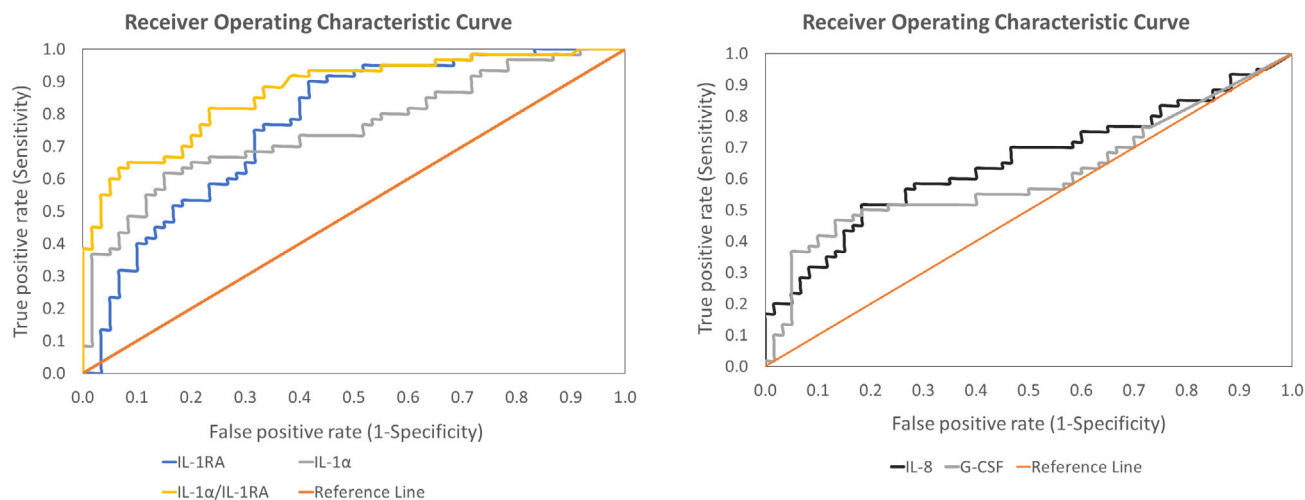 Receiver Operating Characteristic Curve
True positive rate (Sensitivity)
1.0
0.9
0.8
0.7
0.6
0.5
0.4
0.3
0.2
0.1
0.0
0.0 0.1 0.2 0.3 0.4 0.5 0.6 0.7 0.8 0.9 1.0
False positive rate (1-Specificity)
IL-1RA IL-1α
IL-1α/IL-1RA Reference Line
Receiver Operating Characteristic Curve
True positive rate (Sensitivity)
1.0
0.9
0.8
0.7
0.6
0.5
0.4
0.3
0.2
0.1
0.0
0.0 0.1 0.2 0.3 0.4 0.5 0.6 0.7 0.8 0.9 1.0
False positive rate (1-Specificity)
IL-8 G-CSF Reference Line